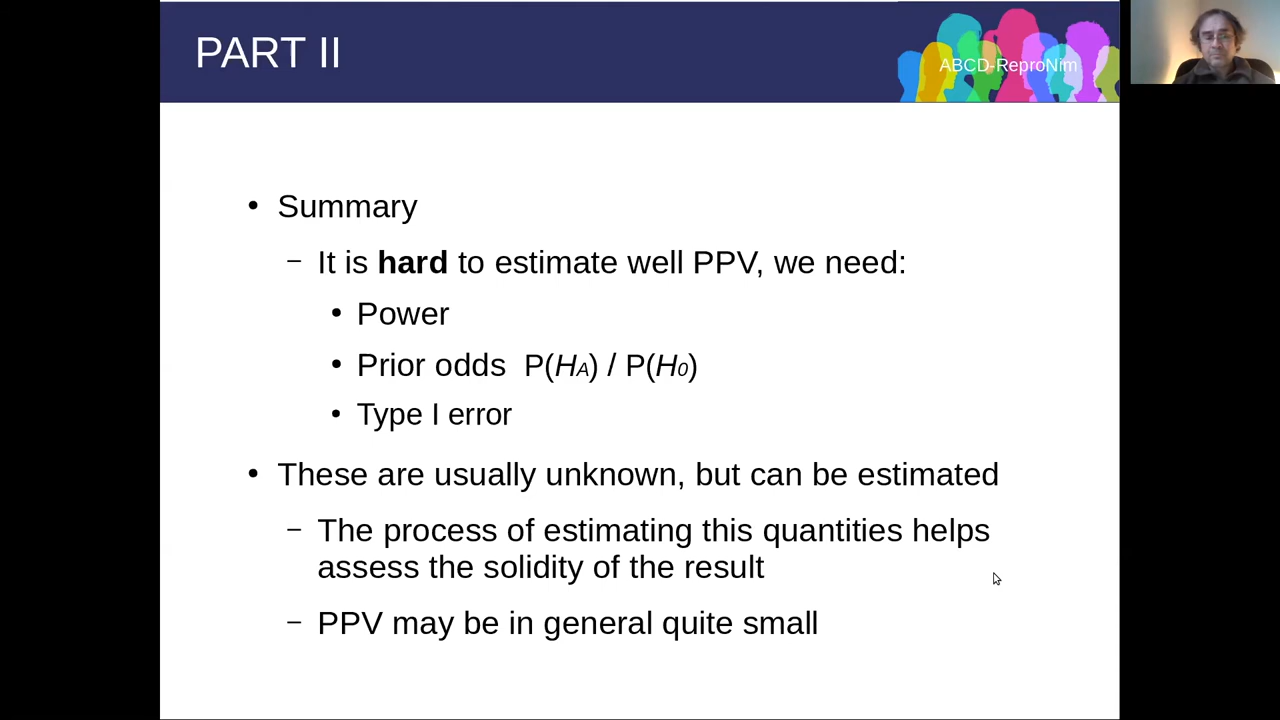 PART II
ABCD-ReproNim
• Summary
– It is hard to estimate well PPV, we need:
• Power
• Prior odds P(HA) / P(H0)
• Type I error
• These are usually unknown, but can be estimated
– The process of estimating this quantities helps
assess the solidity of the result
– PPV may be in general quite small